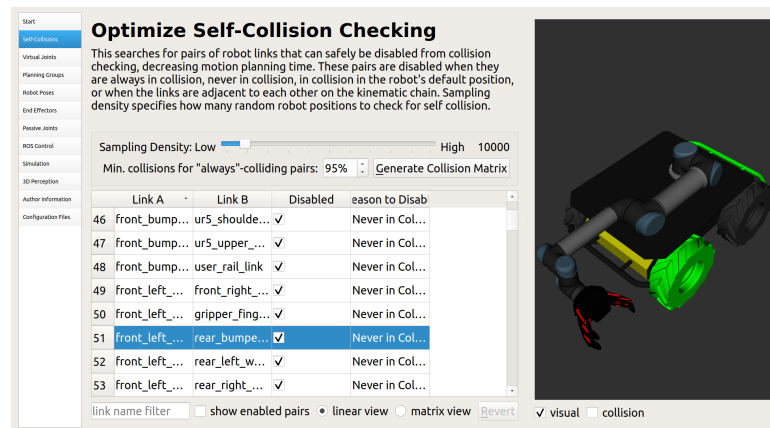 Start
Self-Collisions
Virtual Joints
Planning Groups
Robot Poses
End Effectors
Passive Joints
ROS Control
Simulation
3D Perception
Author Information
Configuration Files
Optimize Self-Collision Checking
This searches for pairs of robot links that can safely be disabled from collision
checking, decreasing motion planning time. These pairs are disabled when they
are always in collision, never in collision, in collision in the robot's default position,
or when the links are adjacent to each other on the kinematic chain. Sampling
density specifies how many random robot positions to check for self collision.
Sampling Density: Low High 10000
Min. collisions for "always"-colliding pairs: 95% Generate Collision Matrix
Link A Link B Disabled eason to Disab
46 front_bump... ur5_shoulde... Never in Col...
47 front_bump... ur5_upper_... Never in Col...
48 front_bump... user_rail_link Never in Col...
49 front_left_... front_right_... Never in Col...
50 front_left_... gripper_fing... Never in Col...
51 front_left_... rear_bumpe... Never in Col...
52 front_left_... rear_left_w... Never in Col...
53 front_left_... rear_right_... Never in Col...
link name filter show enabled pairs linear view matrix view Revert
visual collision